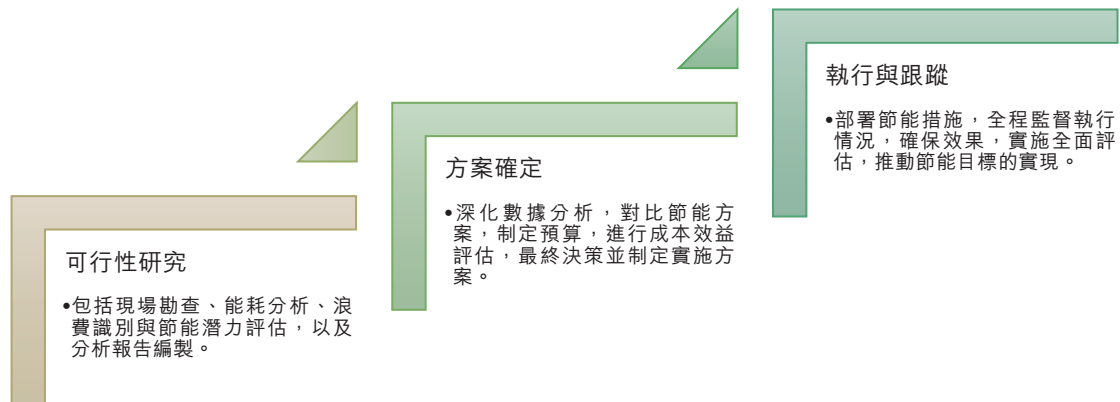 可行性研究
•包括現場勘查、能耗分析、浪
費識別與節能潛力評估，以及
分析報告編製。
方案確定
•深化數據分析，對比節能方
案，制定預算，進行成本效益
評估，最終決策並制定實施方
案。
執行與跟蹤
•部署節能措施，全程監督執行
情況，確保效果，實施全面評
估，推動節能目標的實現。